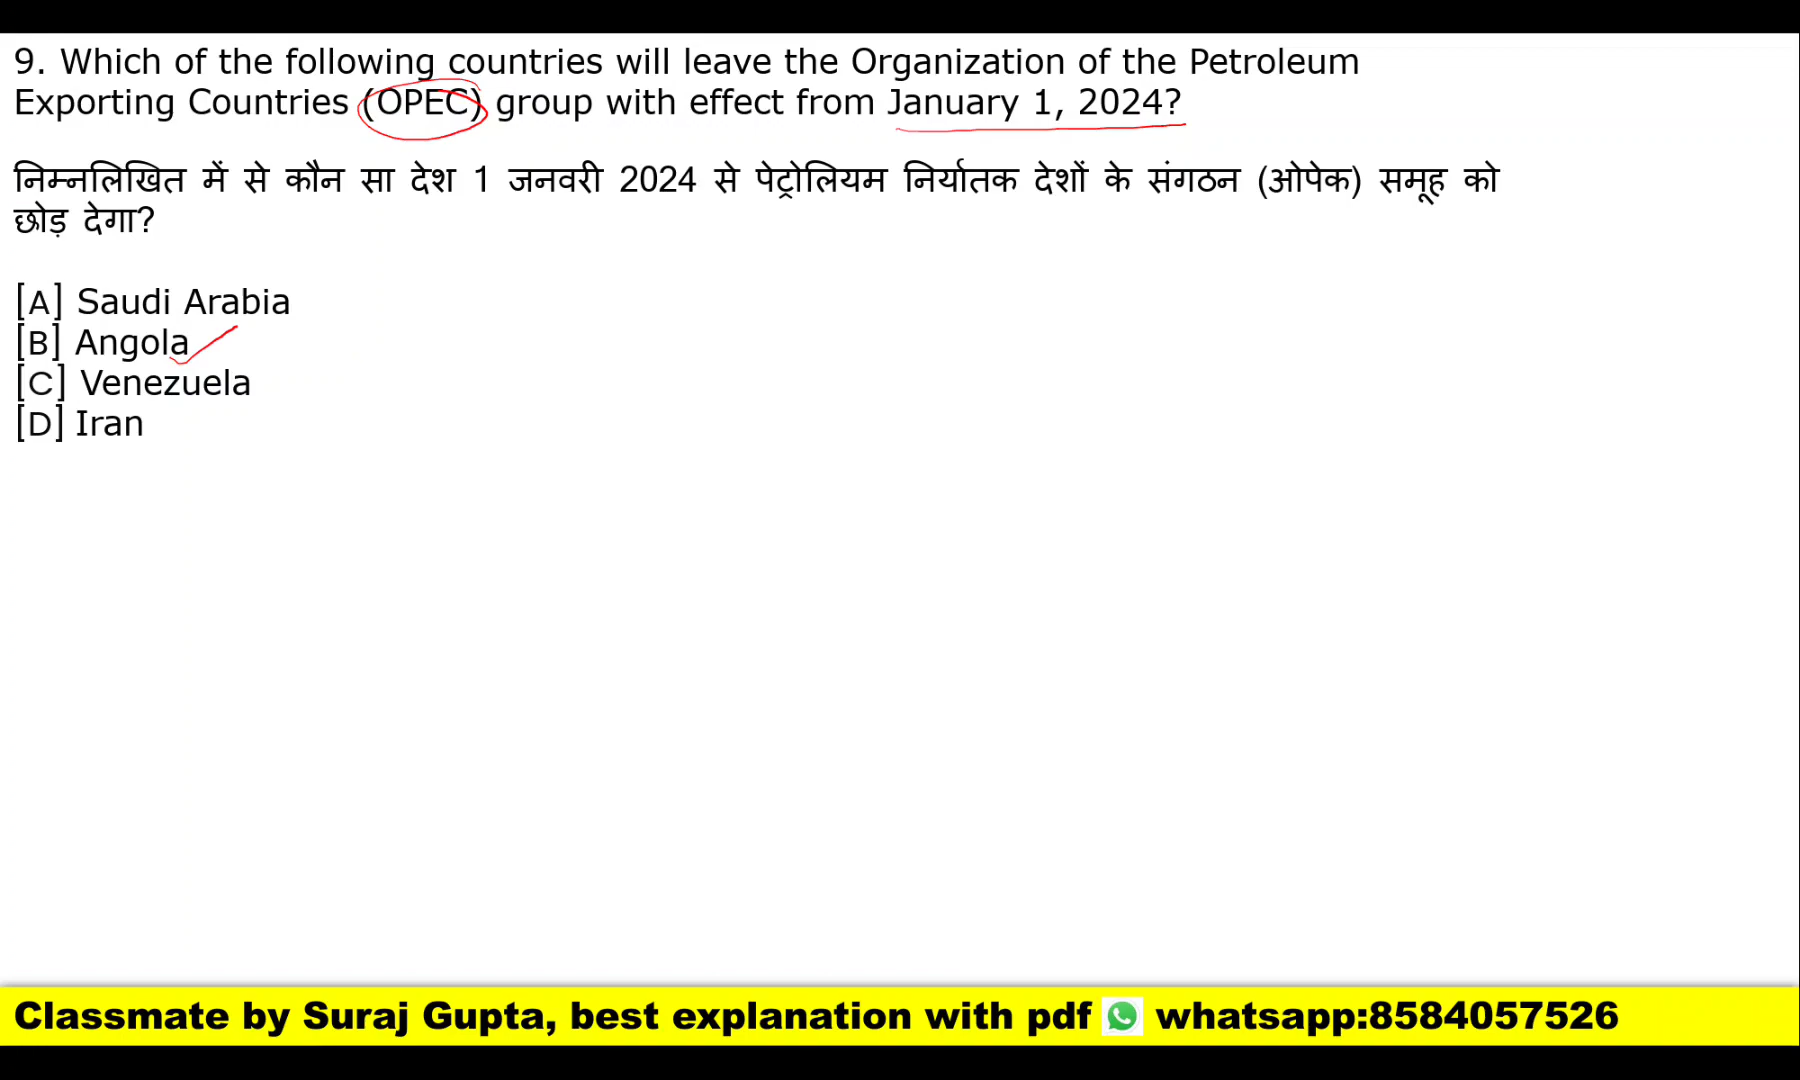 9. Which of the following countries will leave the Organization of the Petroleum
Exporting Countries (OPEC) group with effect from January 1, 2024?
निम्नलिखित में से कौन सा देश 1 जनवरी 2024 से पेट्रोलियम निर्यातक देशों के संगठन (ओपेक) समूह को
छोड़ देगा?
[A] Saudi Arabia
[B] Angola
[C] Venezuela
[D] Iran
Classmate by Suraj Gupta, best explanation with pdf whatsapp:8584057526